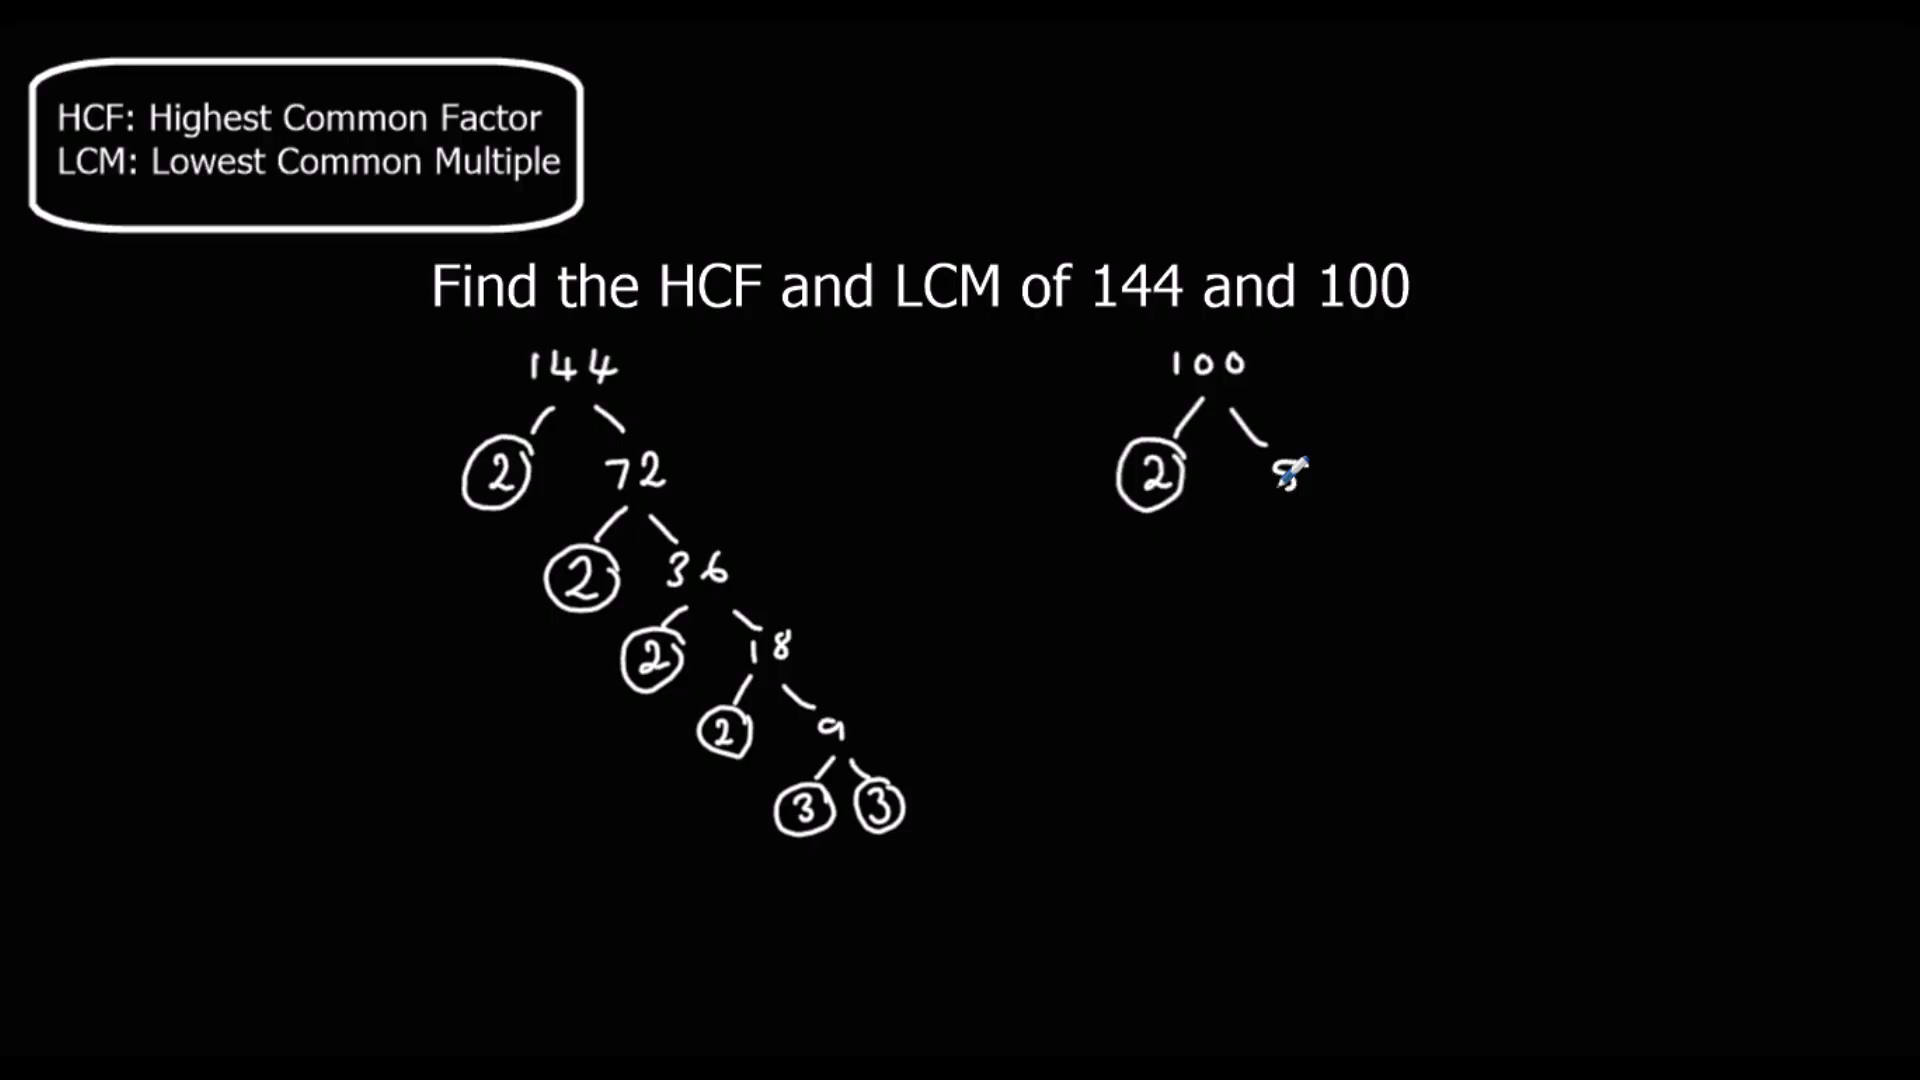 HCF: Highest Common Factor
LCM: Lowest Common Multiple
Find the HCF and LCM of 144 and 100
144
100
2 72
2
2 36
2 18
2 9
3 3